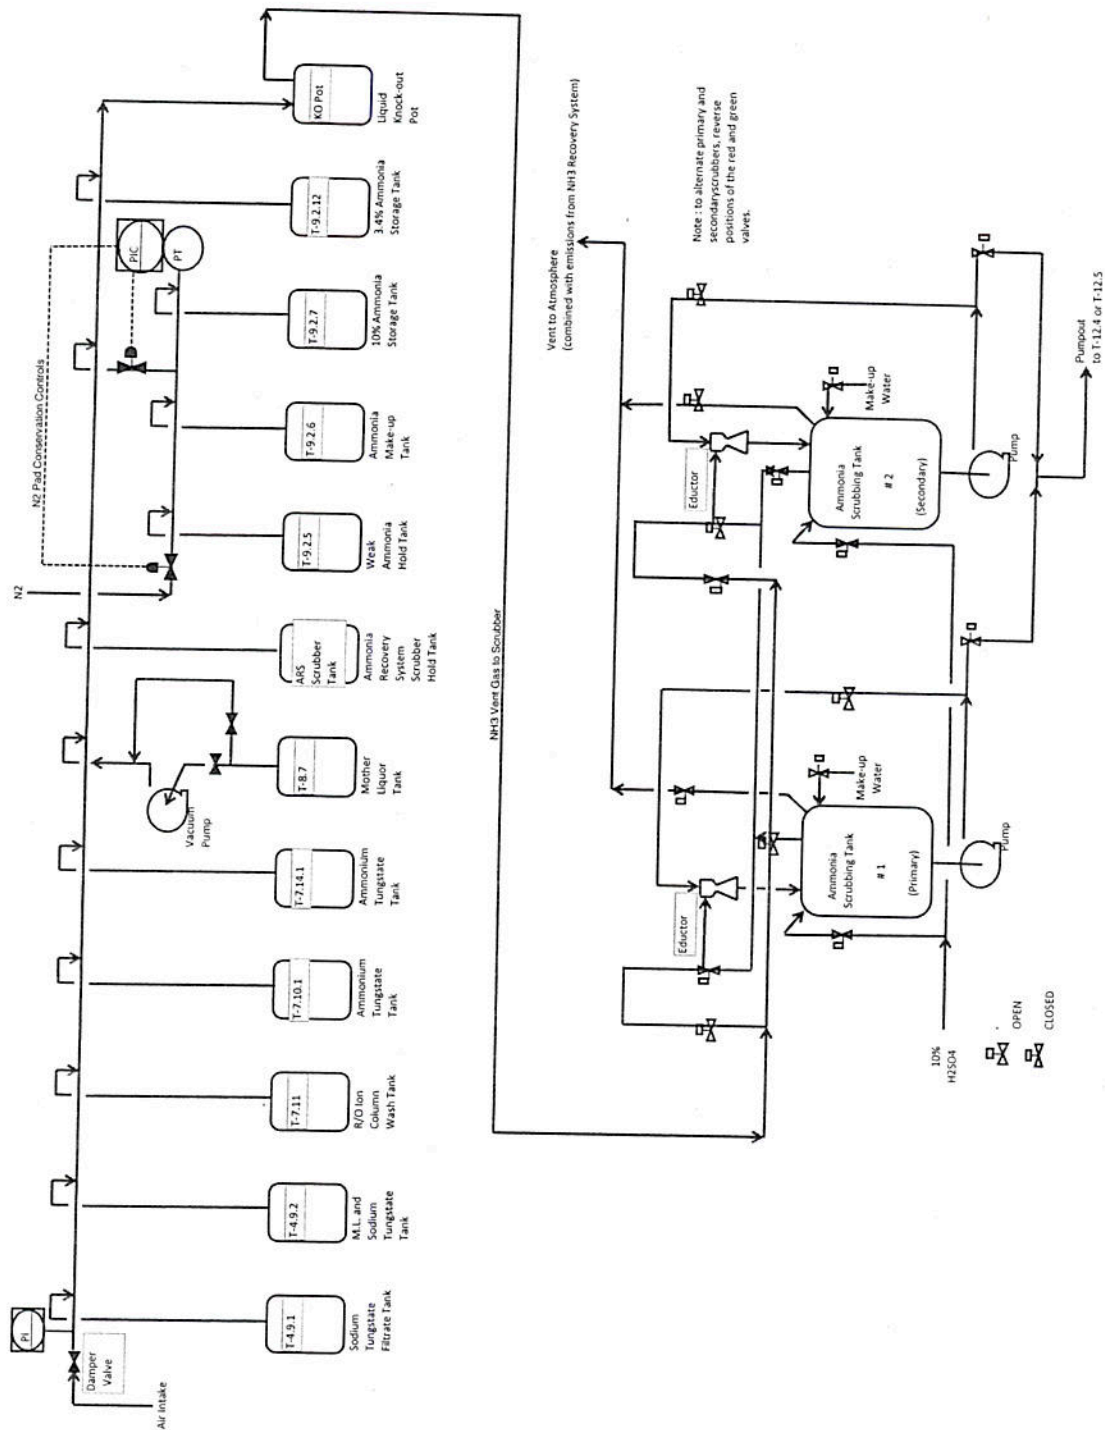 Air Intake
Damper
Valve
PI
T-4.9.1
Sodium
Tungstate
Filtrate Tank
T-4.9.2
M.L. and
Sodium
Tungstate
Tank
T-7.11
R/O Ion
Column
Wash Tank
T-7.10.1
Ammonium
Tungstate
Tank
T-7.14.1
Ammonium
Tungstate
Tank
Vacuum
Pump
T-8.7
Mother
Liquor
Tank
ARS
Scrubber
Tank
Ammonia
Recovery
System
Scrubber
Hold Tank
N2
N2 Pad Conservation Controls
T-9.2.5
Weak
Ammonia
Hold Tank
T-9.2.6
Ammonia
Make-up
Tank
T-9.2.7
10% Ammonia
Storage Tank
PIC
PT
T-9.2.12
3.4% Ammonia
Storage Tank
KO Pot
Liquid
Knock-out
Pot
NH3 Vent Gas to Scrubber
Vent to Atmosphere
(combined with emissions from NH3 Recovery System)
Note : to alternate primary and
secondaryscrubbers, reverse
positions of the red and green
valves.
Eductor
Ammonia
Scrubbing Tank
# 1
(Primary)
Make-up
Water
Pump
Eductor
Ammonia
Scrubbing Tank
# 2
(Secondary)
Make-up
Water
Pump
10%
H2SO4
OPEN
CLOSED
Pumpout
to T-12.4 or T-12.5